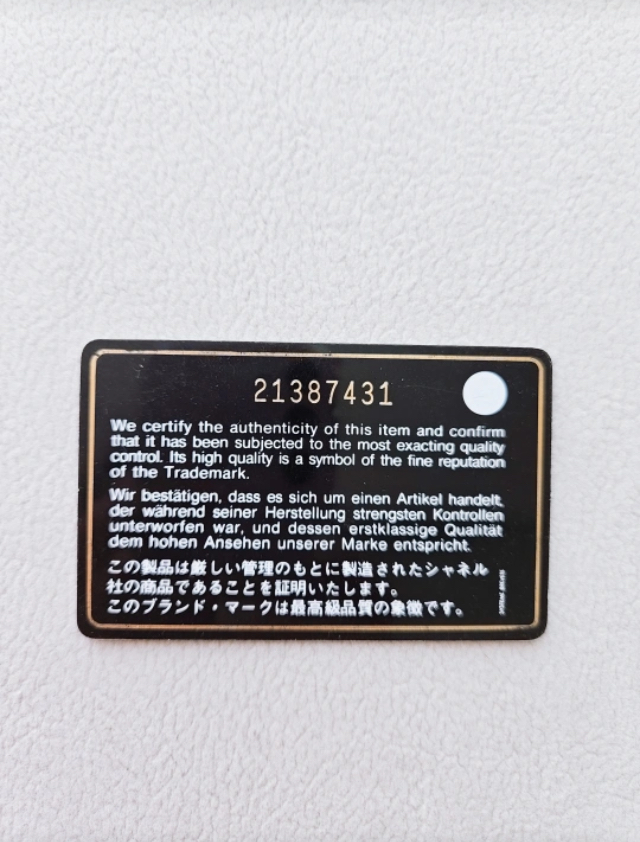 21387431
We certify the authenticity of this item and confirm
that it has been subjected to the most exacting quality
control. Its high quality is a symbol of the fine reputation
of the Trademark.
Wir bestätigen, dass es sich um einen Artikel handelt,
der während seiner Herstellung strengsten Kontrollen
unterworfen war, und dessen erstklassige Qualität
dem hohen Ansehen unserer Marke entspricht.
この製品は厳しい管理のもとに製造されたシャネル
社の商品であることを証明いたします。
このブランド・マークは最高級品質の象徴です。